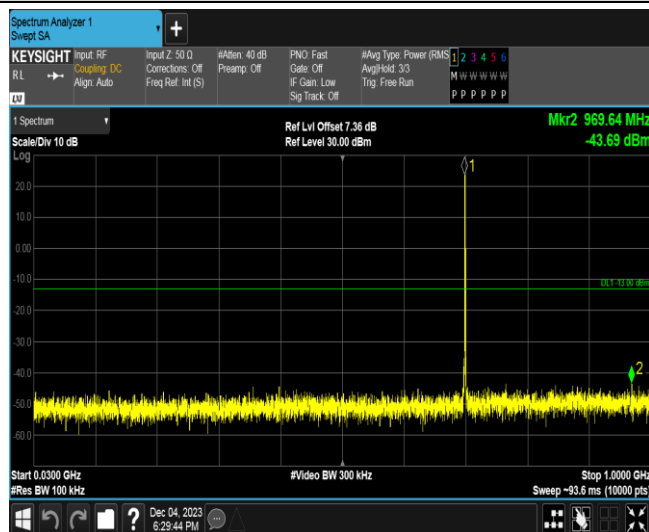 Spectrum Analyzer 1
Swept SA
+
KEYSIGHT
RL
LXI
Input: RF
Coupling: DC
Align: Auto
Input Z: 50 Ω
Corrections: Off
Freq Ref: Int (S)
#Atten: 40 dB
Preamp: Off
PNO: Fast
Gate: Off
IF Gain: Low
Sig Track: Off
#Avg Type: Power (RMS
Avg|Hold: 3/3
Trig: Free Run
1 2 3 4 5 6
M W W W W W
P P P P P P
1 Spectrum
Scale/Div 10 dB
Ref Lvl Offset 7.36 dB
Ref Level 30.00 dBm
Mkr2 969.64 MHz
-43.69 dBm
Log
1
20.0
10.0
0.00
-10.0
DL1 -13.00 dBm
-20.0
-30.0
-40.0
2
-50.0
-60.0
Start 0.0300 GHz
#Res BW 100 kHz
#Video BW 300 kHz
Stop 1.0000 GHz
Sweep ~93.6 ms (10000 pts)
?
Dec 04, 2023
6:29:44 PM